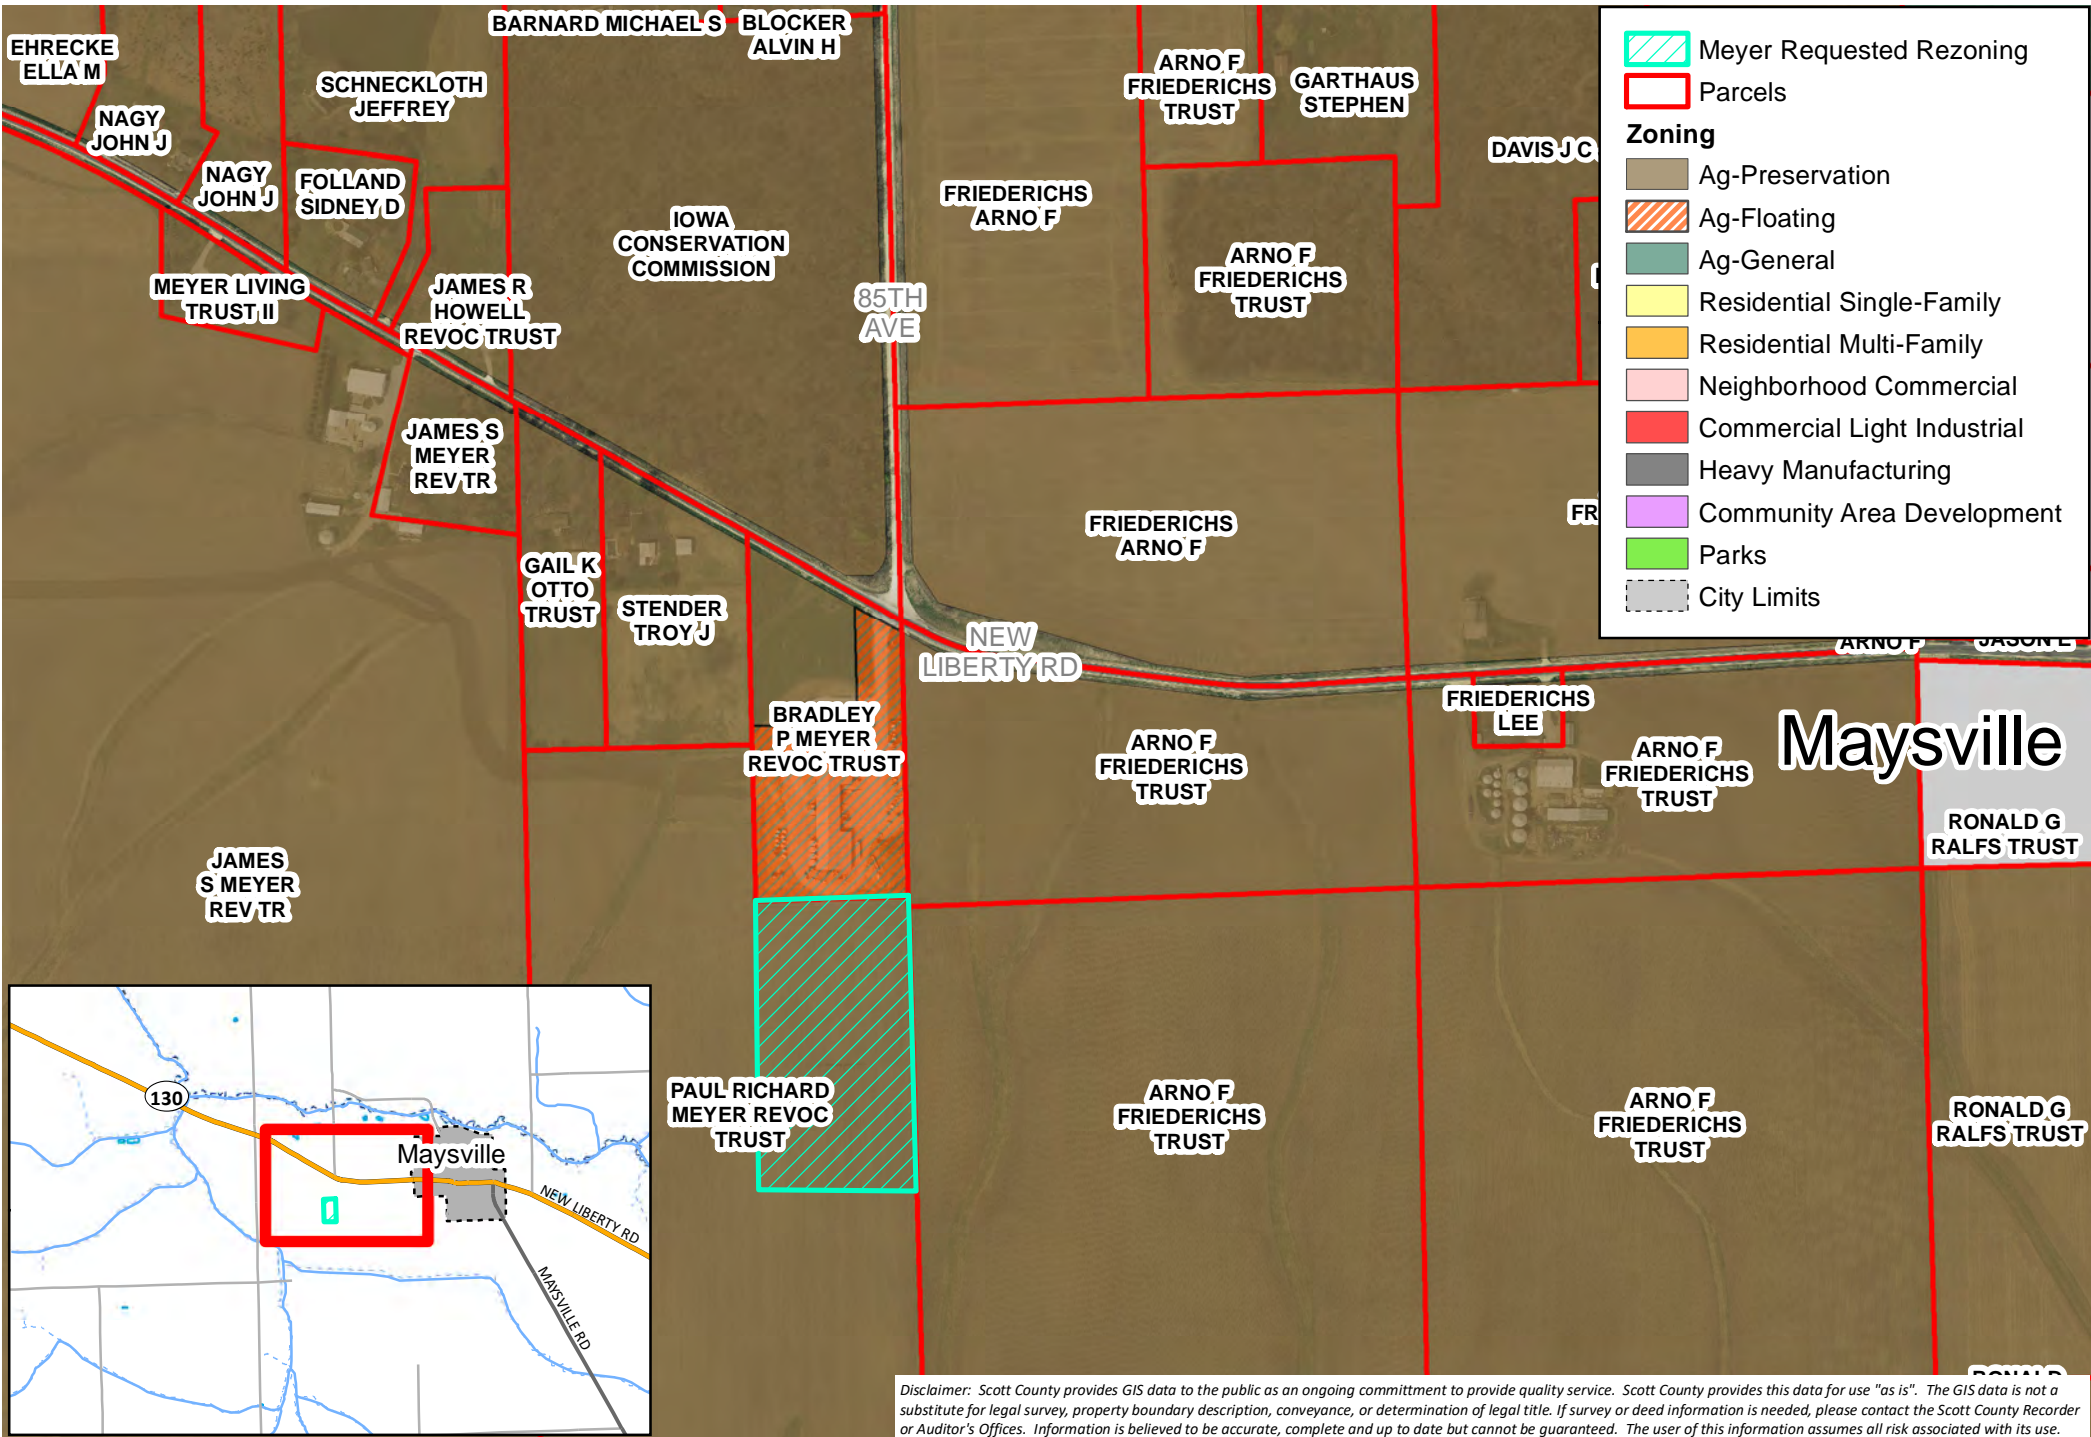 BARNARD MICHAEL S
BLOCKER
ALVIN H
EHRECKE
ELLA M
SCHNECKLOTH
JEFFREY
NAGY
JOHN J
NAGY
JOHN J
FOLLAND
SIDNEY D
IOWA
CONSERVATION
COMMISSION
MEYER LIVING
TRUST II
JAMES R
HOWELL
REVOC TRUST
85TH
AVE
FRIEDERICHS
ARNO F
ARNO F
FRIEDERICHS
TRUST
GARTHAUS
STEPHEN
DAVIS J C
ARNO F
FRIEDERICHS
TRUST
Meyer Requested Rezoning
Parcels
Zoning
Ag-Preservation
Ag-Floating
Ag-General
Residential Single-Family
Residential Multi-Family
Neighborhood Commercial
Commercial Light Industrial
Heavy Manufacturing
Community Area Development
Parks
City Limits
JAMES S
MEYER
REV TR
GAIL K
OTTO
TRUST
STENDER
TROY J
FRIEDERICHS
ARNO F
FR
NEW
LIBERTY RD
ARNO F
JASON L
BRADLEY
P MEYER
REVOC TRUST
ARNO F
FRIEDERICHS
TRUST
FRIEDERICHS
LEE
ARNO F
FRIEDERICHS
TRUST
Maysville
RONALD G
RALFS TRUST
JAMES
S MEYER
REV TR
PAUL RICHARD
MEYER REVOC
TRUST
ARNO F
FRIEDERICHS
TRUST
ARNO F
FRIEDERICHS
TRUST
RONALD G
RALFS TRUST
RONALD
130
Maysville
NEW LIBERTY RD
MAYSVILLE RD
Disclaimer: Scott County provides GIS data to the public as an ongoing committment to provide quality service. Scott County provides this data for use "as is". The GIS data is not a
substitute for legal survey, property boundary description, conveyance, or determination of legal title. If survey or deed information is needed, please contact the Scott County Recorder
or Auditor's Offices. Information is believed to be accurate, complete and up to date but cannot be guaranteed. The user of this information assumes all risk associated with its use.